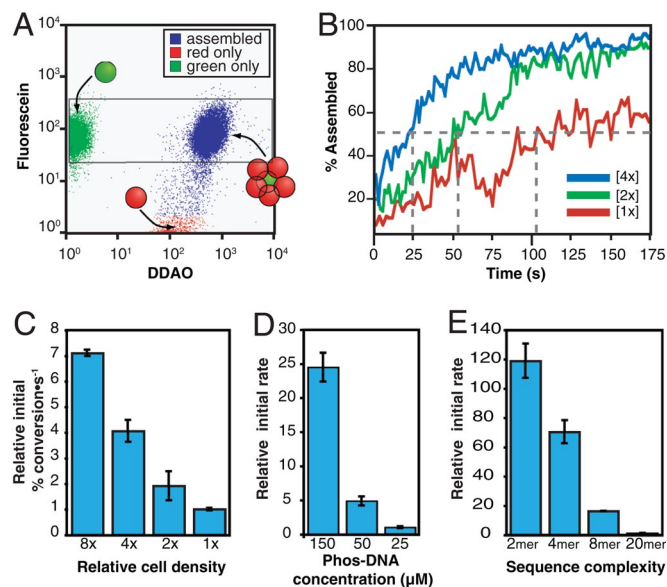 A
10⁴
10³
10²
10¹
10⁰
Fluorescein
assembled
red only
green only
10⁰ 10¹ 10² 10³ 10⁴
DDAO
B
100
80
60
40
20
% Assembled
[4x]
[2x]
[1x]
0 25 50 75 100 125 150 175
Time (s)
C
8
7
6
5
4
3
2
1
0
Relative initial
% conversion•s⁻¹
8x 4x 2x 1x
Relative cell density
D
30
25
20
15
10
5
0
Relative initial rate
150 50 25
Phos-DNA
concentration (µM)
E
140
120
100
80
60
40
20
0
Relative initial rate
2mer 4mer 8mer 20mer
Sequence complexity